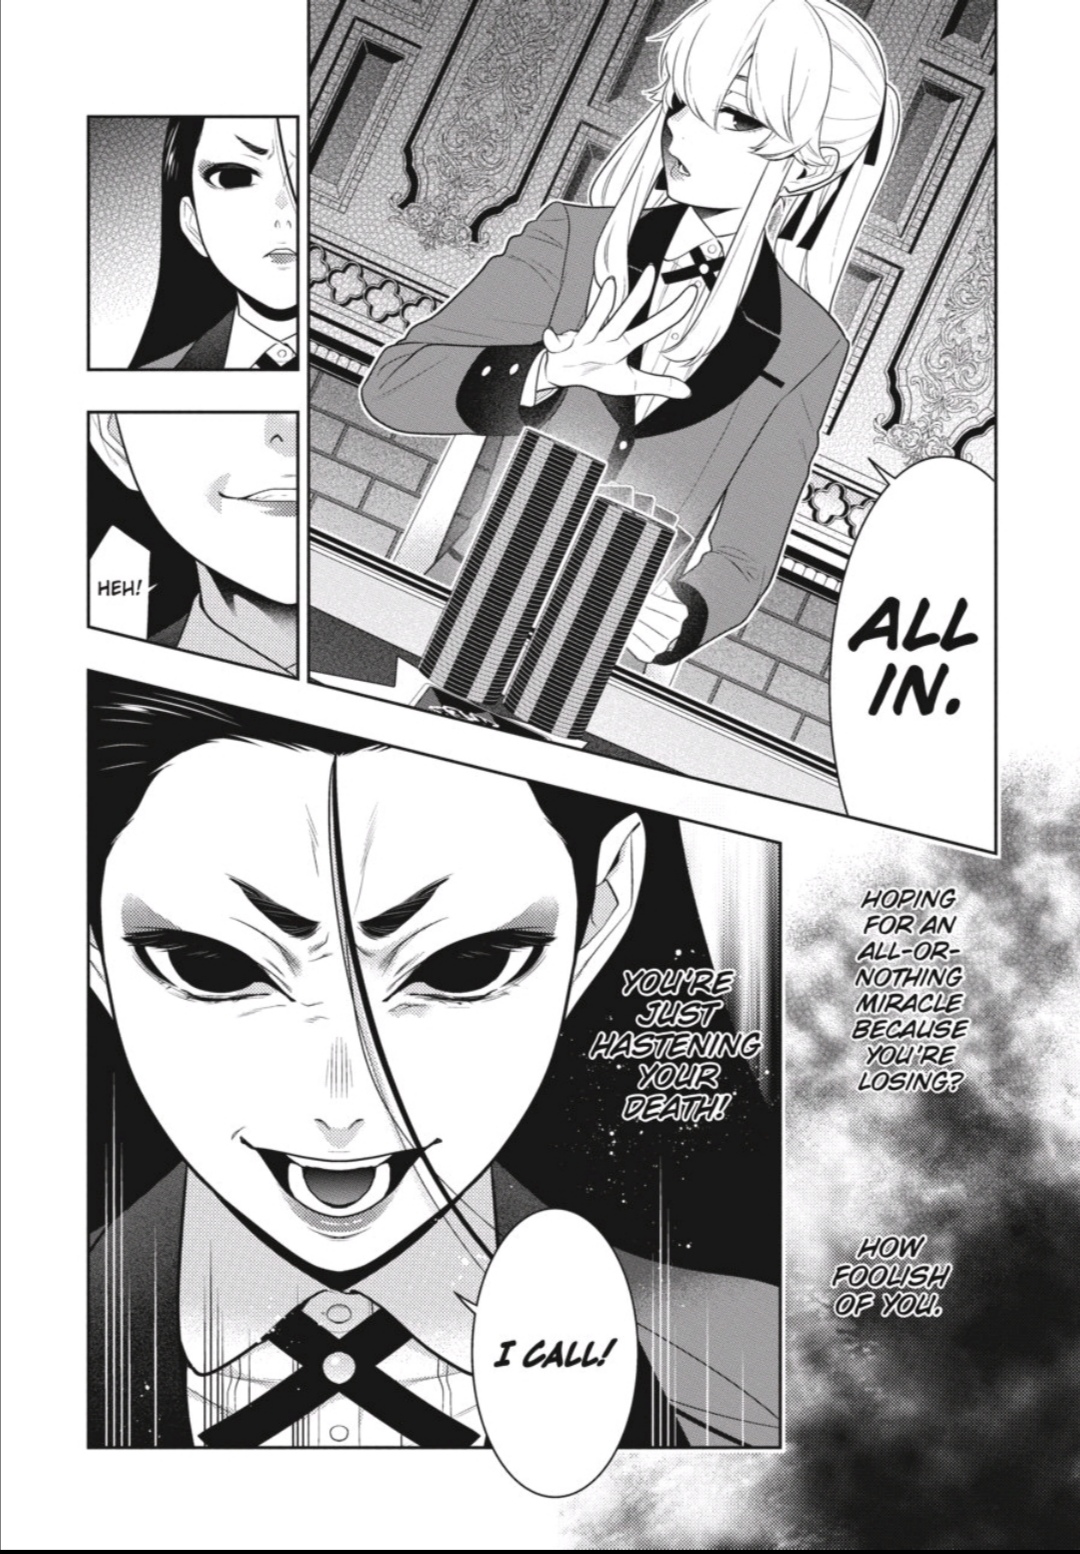 ALL
IN.
HEH!
HOPING
FOR AN
ALL-OR-
NOTHING
MIRACLE
BECAUSE
YOU'RE
LOSING?
HOW
FOOLISH
OF YOU.
YOU'RE
JUST
HASTENING
YOUR
DEATH!
I CALL!